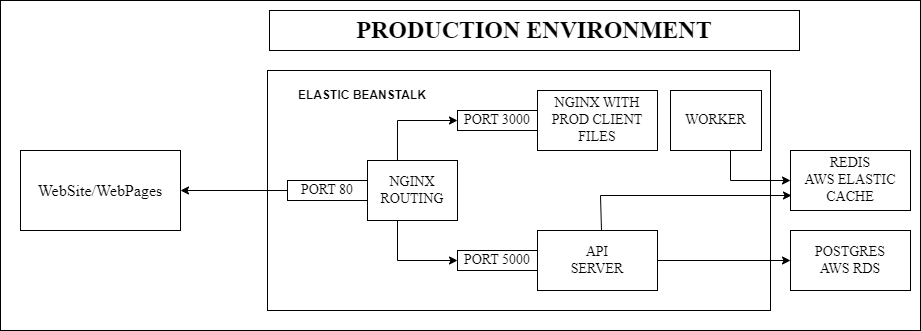 PRODUCTION ENVIRONMENT
ELASTIC BEANSTALK
PORT 3000
NGINX WITH
PROD CLIENT
FILES
WORKER
WebSite/WebPages
PORT 80
NGINX
ROUTING
REDIS
AWS ELASTIC
CACHE
PORT 5000
API
SERVER
POSTGRES
AWS RDS